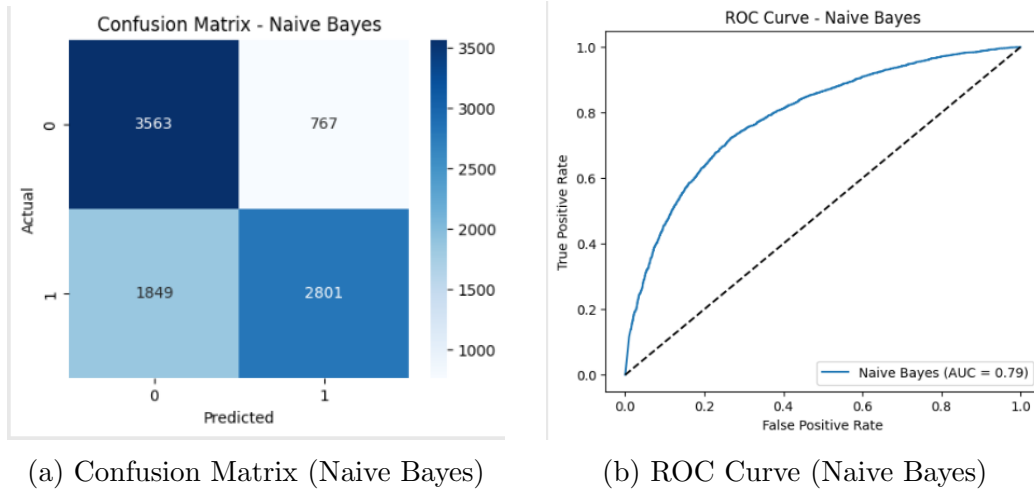 Confusion Matrix - Naive Bayes
3563 767
1849 2801
0
1
Actual
0 1
Predicted
3500
3000
2500
2000
1500
1000
ROC Curve - Naive Bayes
1.0
0.8
0.6
0.4
0.2
0.0
True Positive Rate
Naive Bayes (AUC = 0.79)
0.0 0.2 0.4 0.6 0.8 1.0
False Positive Rate
(a) Confusion Matrix (Naive Bayes)
(b) ROC Curve (Naive Bayes)